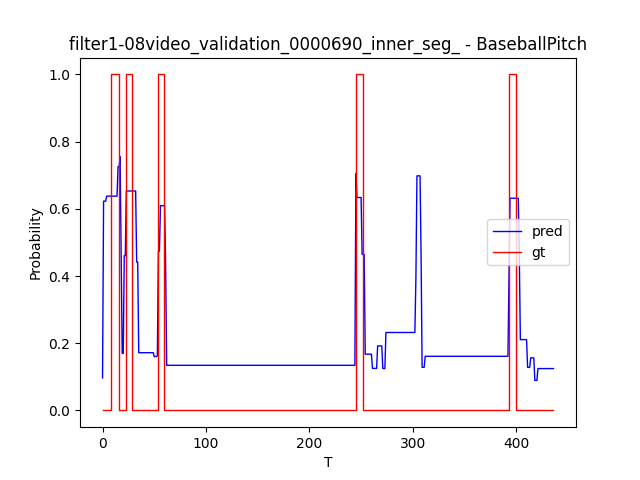 filter1-08video_validation_0000690_inner_seg_ - BaseballPitch
1.0
0.8
0.6
0.4
0.2
0.0
Probability
pred
gt
0
100
200
300
400
T